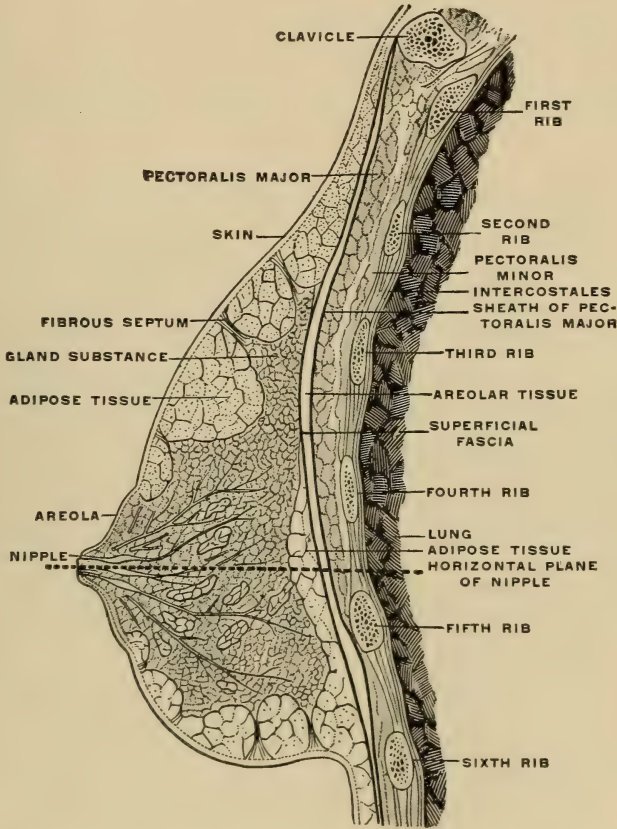 CLAVICLE
FIRST
RIB
PECTORALIS MAJOR
SKIN
SECOND
RIB
PECTORALIS
MINOR
INTERCOSTALES
SHEATH OF PEC-
TORALIS MAJOR
FIBROUS SEPTUM
GLAND SUBSTANCE
THIRD RIB
ADIPOSE TISSUE
AREOLAR TISSUE
SUPERFICIAL
FASCIA
FOURTH RIB
AREOLA
LUNG
NIPPLE
ADIPOSE TISSUE
HORIZONTAL PLANE
OF NIPPLE
FIFTH RIB
SIXTH RIB